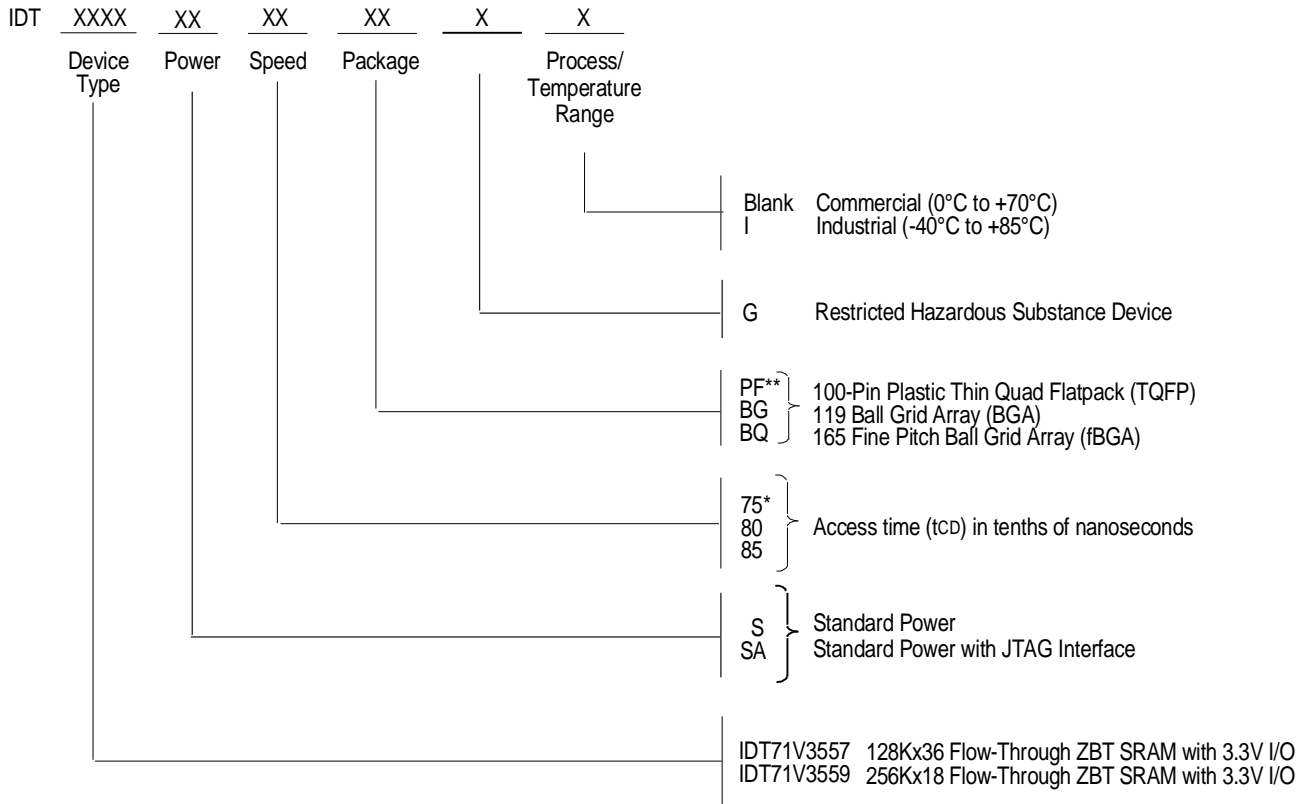 IDT XXXX XX XX XX X X
Device Type Power Speed Package Process/ Temperature Range
Blank Commercial (0°C to +70°C)
I Industrial (-40°C to +85°C)
G Restricted Hazardous Substance Device
PF** 100-Pin Plastic Thin Quad Flatpack (TQFP)
BG 119 Ball Grid Array (BGA)
BQ 165 Fine Pitch Ball Grid Array (fBGA)
75*
80 Access time (tCD) in tenths of nanoseconds
85
S Standard Power
SA Standard Power with JTAG Interface
IDT71V3557 128Kx36 Flow-Through ZBT SRAM with 3.3V I/O
IDT71V3559 256Kx18 Flow-Through ZBT SRAM with 3.3V I/O